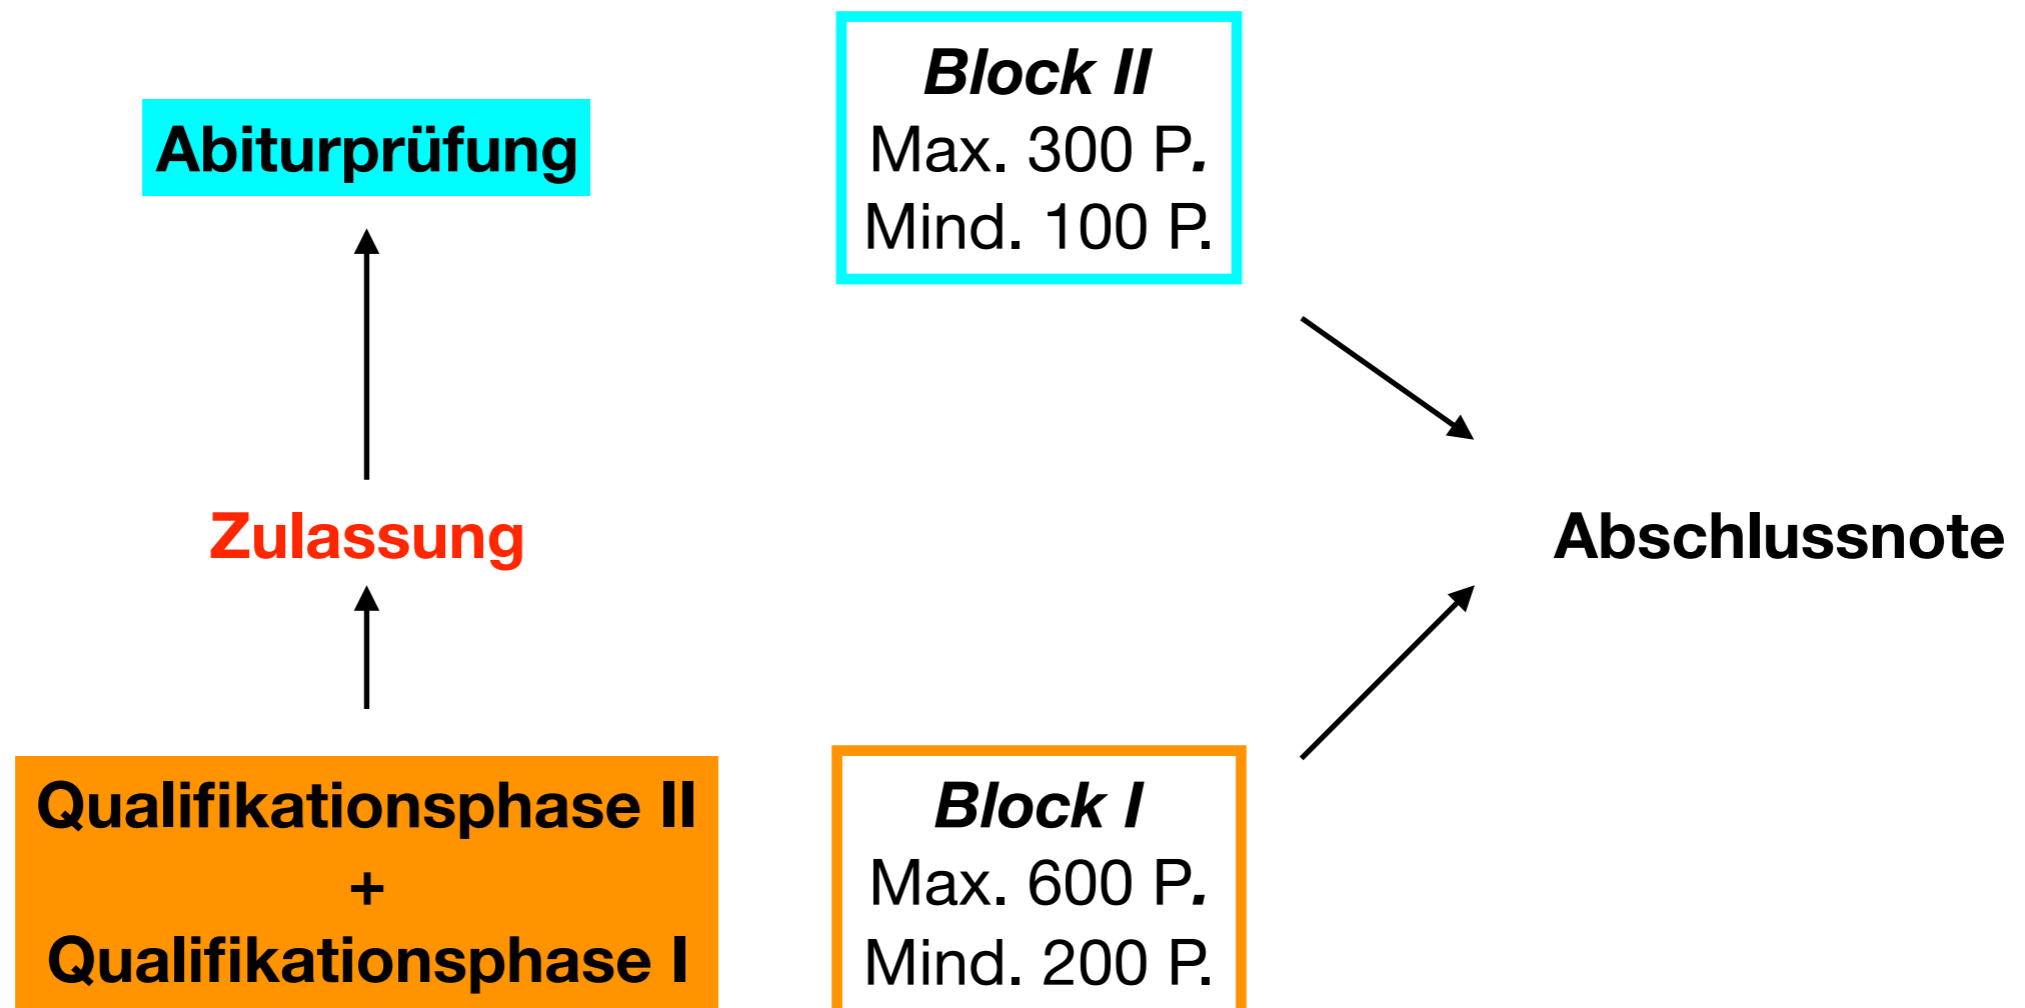 Abiturprüfung
Zulassung
Qualifikationsphase II
+
Qualifikationsphase I
Block II
Max. 300 P.
Mind. 100 P.
Block I
Max. 600 P.
Mind. 200 P.
Abschlussnote